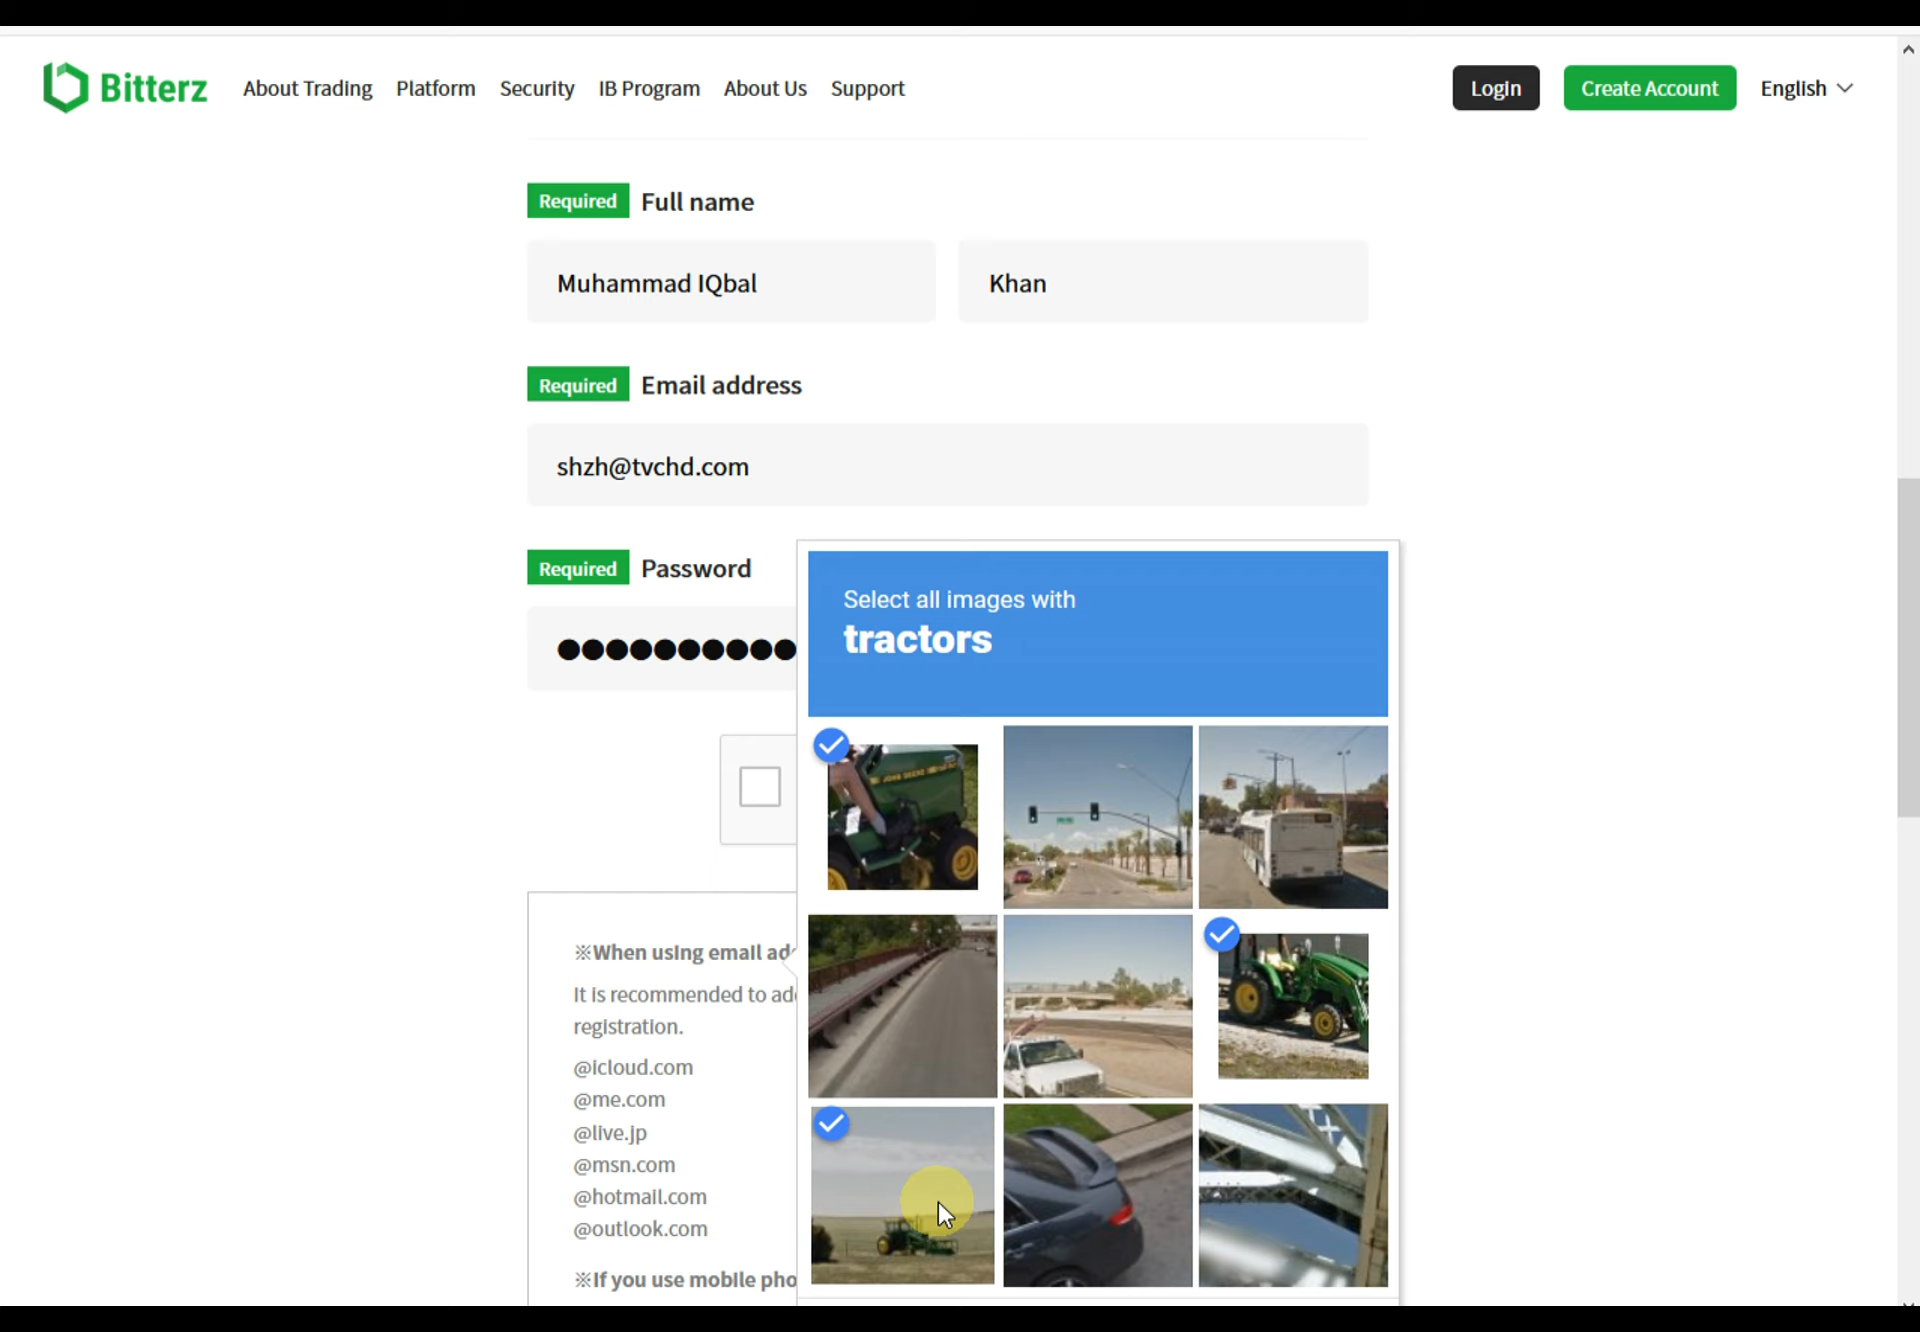 Bitterz
About Trading
Platform
Security
IB Program
About Us
Support
Login
Create Account
English
Required
Full name
Muhammad IQbal
Khan
Required
Email address
shzh@tvchd.com
Required
Password
Select all images with
tractors
JOHN DEERE
※When using email ad
It is recommended to ad
registration.
@icloud.com
@me.com
@live.jp
@msn.com
@hotmail.com
@outlook.com
※If you use mobile pho